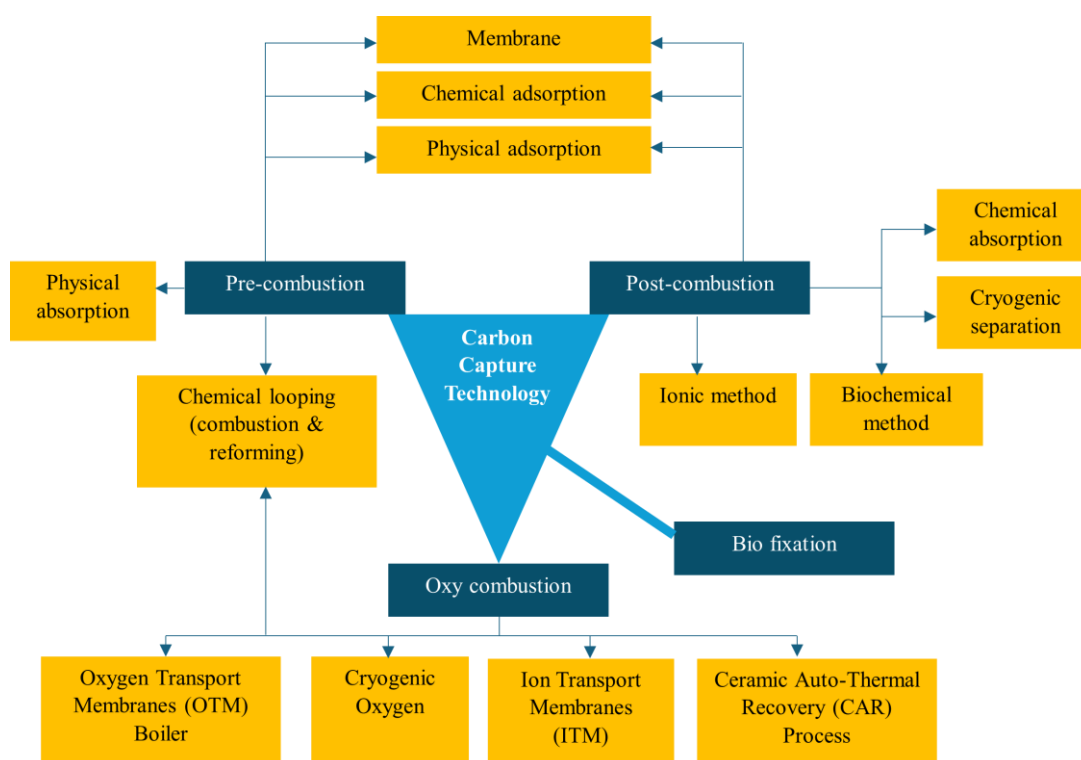 Membrane
Chemical adsorption
Physical adsorption
Chemical
absorption
Physical
absorption
Pre-combustion
Post-combustion
Cryogenic
separation
Carbon
Capture
Technology
Chemical looping
(combustion &
reforming)
Ionic method
Biochemical
method
Bio fixation
Oxy combustion
Oxygen Transport
Membranes (OTM)
Boiler
Cryogenic
Oxygen
Ion Transport
Membranes
(ITM)
Ceramic Auto-Thermal
Recovery (CAR)
Process